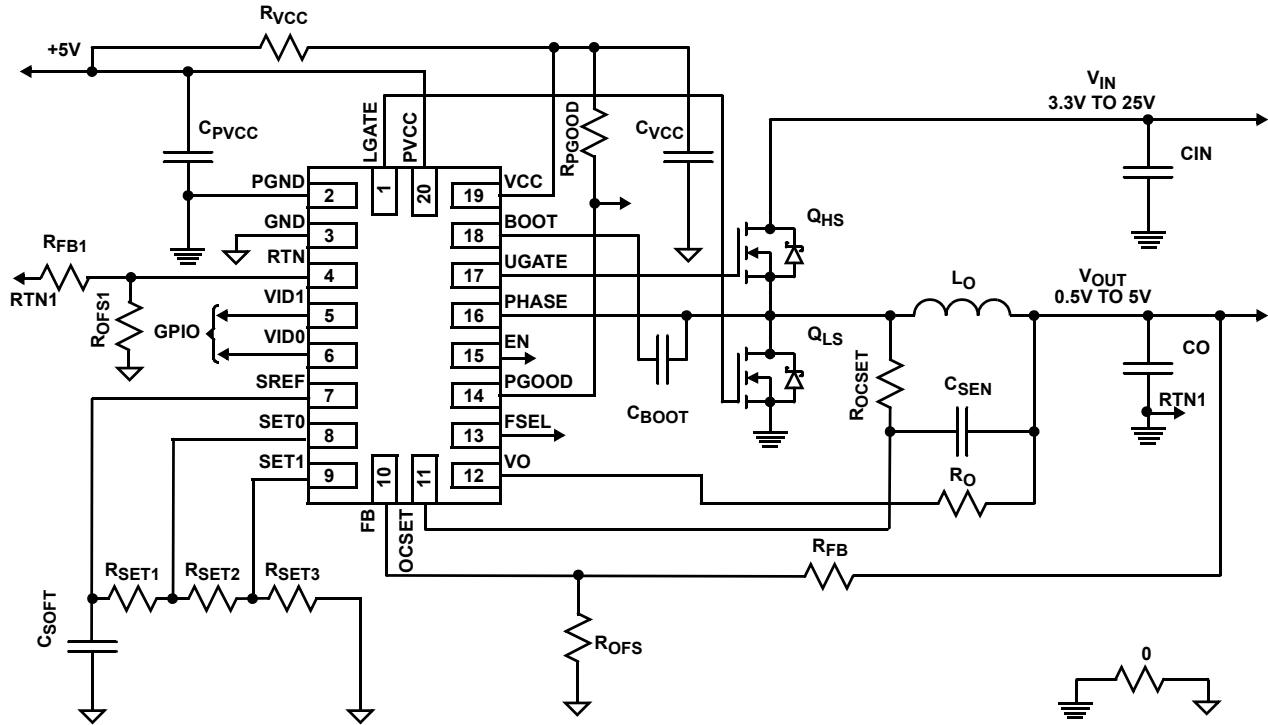 RVCC
+5V
VIN
3.3V TO 25V
LGATE
PVCC
CPVCC
RPGOOD
CVCC
CIN
1
20
PGND
2
19
VCC
GND
3
18
BOOT
QHS
RFB1
RTN
4
17
UGATE
RTN1
LO
VOUT
0.5V TO 5V
ROFS1
VID1
5
16
PHASE
GPIO
QLS
VID0
6
15
EN
CO
SREF
7
14
PGOOD
ROCSET
CSEN
RTN1
CBOOT
SET0
8
13
FSEL
SET1
9
10
11
12
VO
RO
FB
OCSET
RFB
RSET1
RSET2
RSET3
CSOFT
ROFS
0